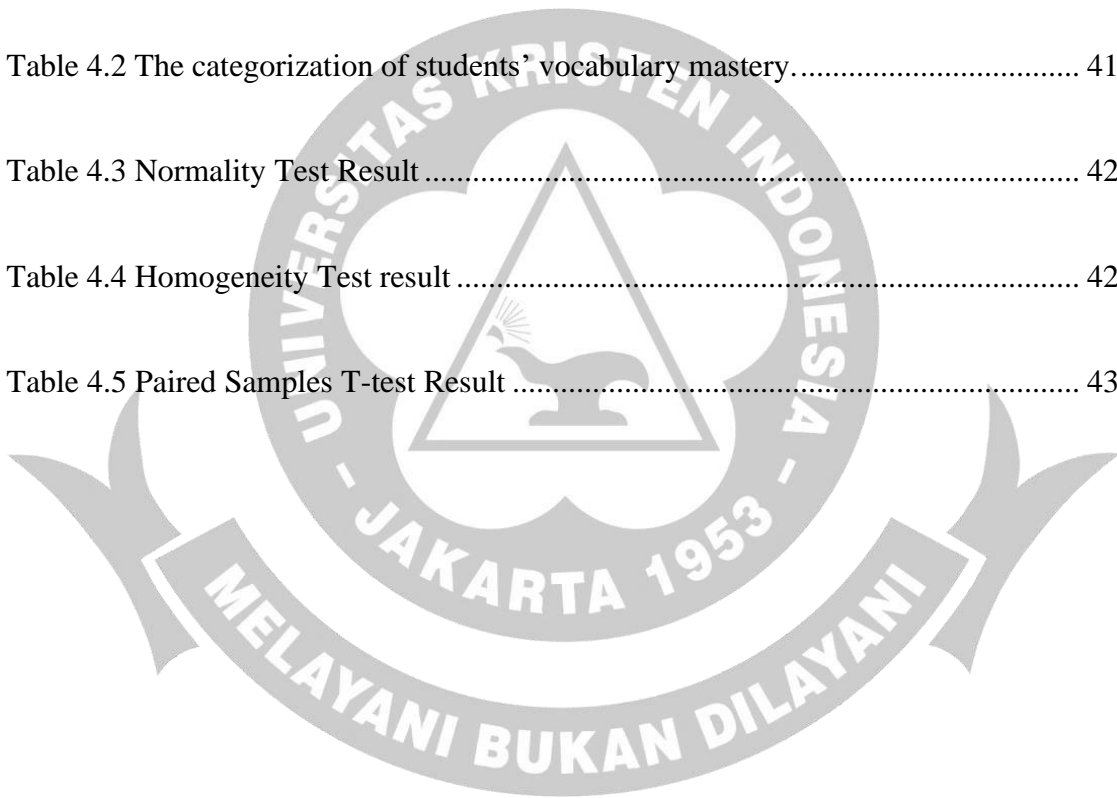 Table 4.2 The categorization of students’ vocabulary mastery................................... 41
Table 4.3 Normality Test Result ................................................................................ 42
Table 4.4 Homogeneity Test result ............................................................................ 42
Table 4.5 Paired Samples T-test Result ..................................................................... 43
UNIVERSITAS KRISTEN INDONESIA
- JAKARTA 1953 -
MELAYANI BUKAN DILAYANI